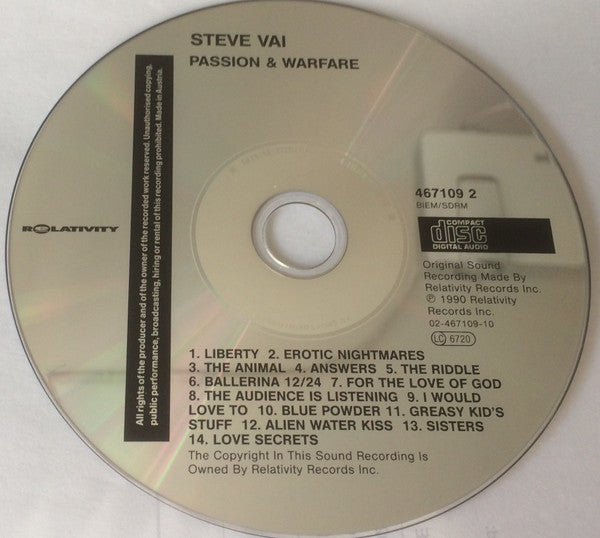 STEVE VAI
PASSION & WARFARE
All rights of the producer and of the owner of the recorded work reserved. Unauthorised copying,
public performance, broadcasting, hiring or rental of this recording prohibited. Made in Austria.
RELATIVITY
467109 2
BIEM/SDRM
COMPACT
disc
DIGITAL AUDIO
Original Sound
Recording Made By
Relativity Records Inc.
℗ 1990 Relativity
Records Inc.
02-467109-10
LC 6720
1. LIBERTY 2. EROTIC NIGHTMARES
3. THE ANIMAL 4. ANSWERS 5. THE RIDDLE
6. BALLERINA 12/24 7. FOR THE LOVE OF GOD
8. THE AUDIENCE IS LISTENING 9. I WOULD
LOVE TO 10. BLUE POWDER 11. GREASY KID'S
STUFF 12. ALIEN WATER KISS 13. SISTERS
14. LOVE SECRETS
The Copyright In This Sound Recording Is
Owned By Relativity Records Inc.